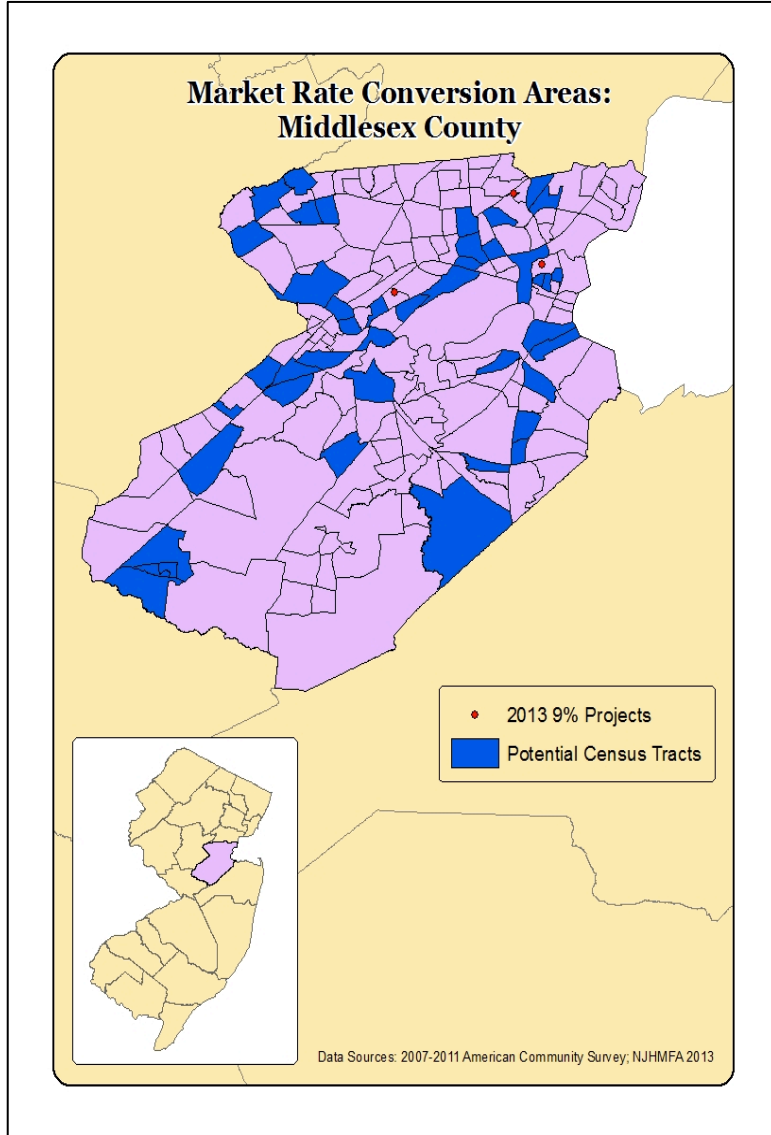 Market Rate Conversion Areas:
Middlesex County
2013 9% Projects
Potential Census Tracts
Data Sources: 2007-2011 American Community Survey; NJHMFA 2013